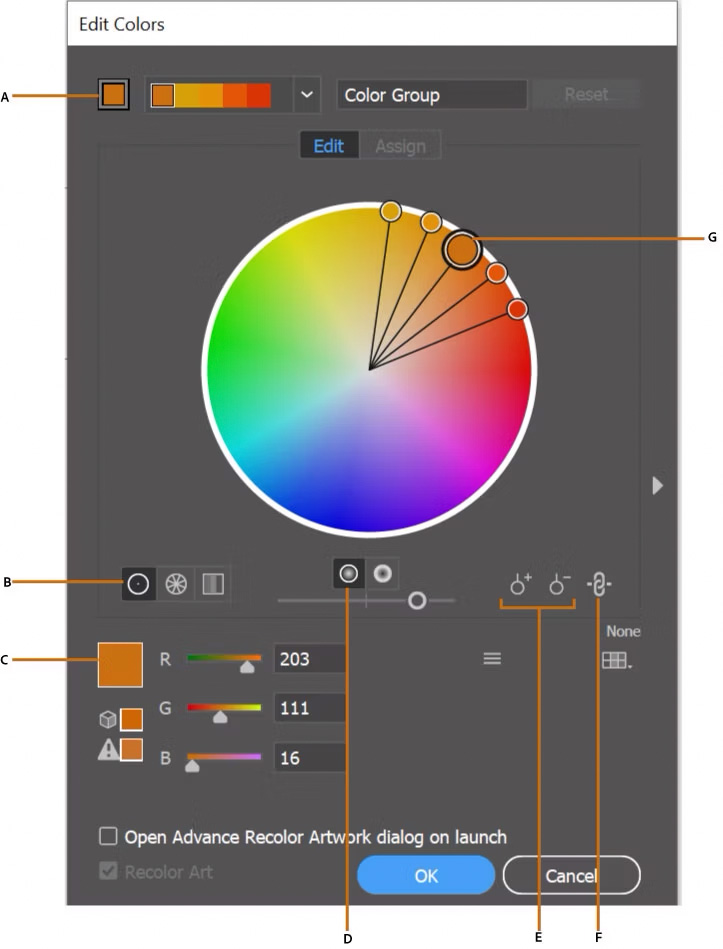 Edit Colors
A
Color Group
Reset
Edit
Assign
G
B
None
C
R
203
G
111
B
16
Open Advance Recolor Artwork dialog on launch
Recolor Art
OK
Cancel
D
E
F